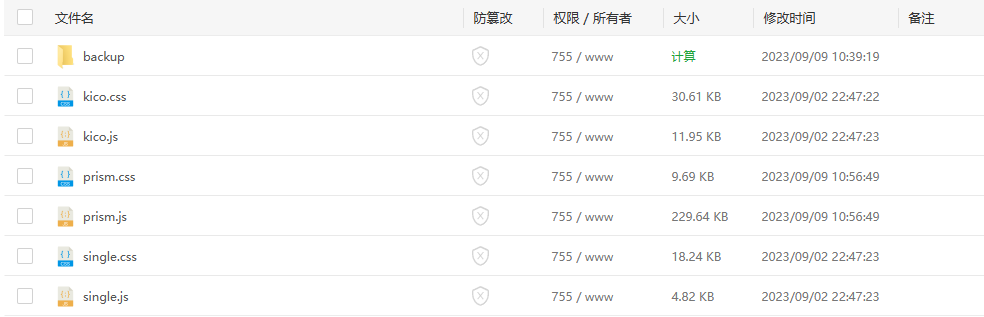 文件名 防篡改 权限 / 所有者 大小 修改时间 备注
backup 755 / www 计算 2023/09/09 10:39:19
kico.css 755 / www 30.61 KB 2023/09/02 22:47:22
kico.js 755 / www 11.95 KB 2023/09/02 22:47:23
prism.css 755 / www 9.69 KB 2023/09/09 10:56:49
prism.js 755 / www 229.64 KB 2023/09/09 10:56:49
single.css 755 / www 18.24 KB 2023/09/02 22:47:23
single.js 755 / www 4.82 KB 2023/09/02 22:47:23